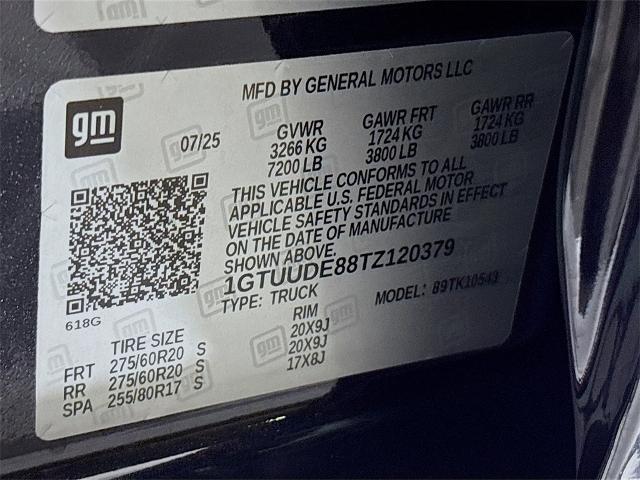 MFD BY GENERAL MOTORS LLC
gm
07/25
GVWR GAWR FRT GAWR RR
3266 KG 1724 KG 1724 KG
7200 LB 3800 LB 3800 LB
THIS VEHICLE CONFORMS TO ALL
APPLICABLE U.S. FEDERAL MOTOR
VEHICLE SAFETY STANDARDS IN EFFECT
ON THE DATE OF MANUFACTURE
SHOWN ABOVE.
1GTUUDE88TZ120379
TYPE: TRUCK MODEL: 89TK10543
618G
TIRE SIZE RIM
FRT 275/60R20 S 20X9J
RR 275/60R20 S 20X9J
SPA 255/80R17 S 17X8J